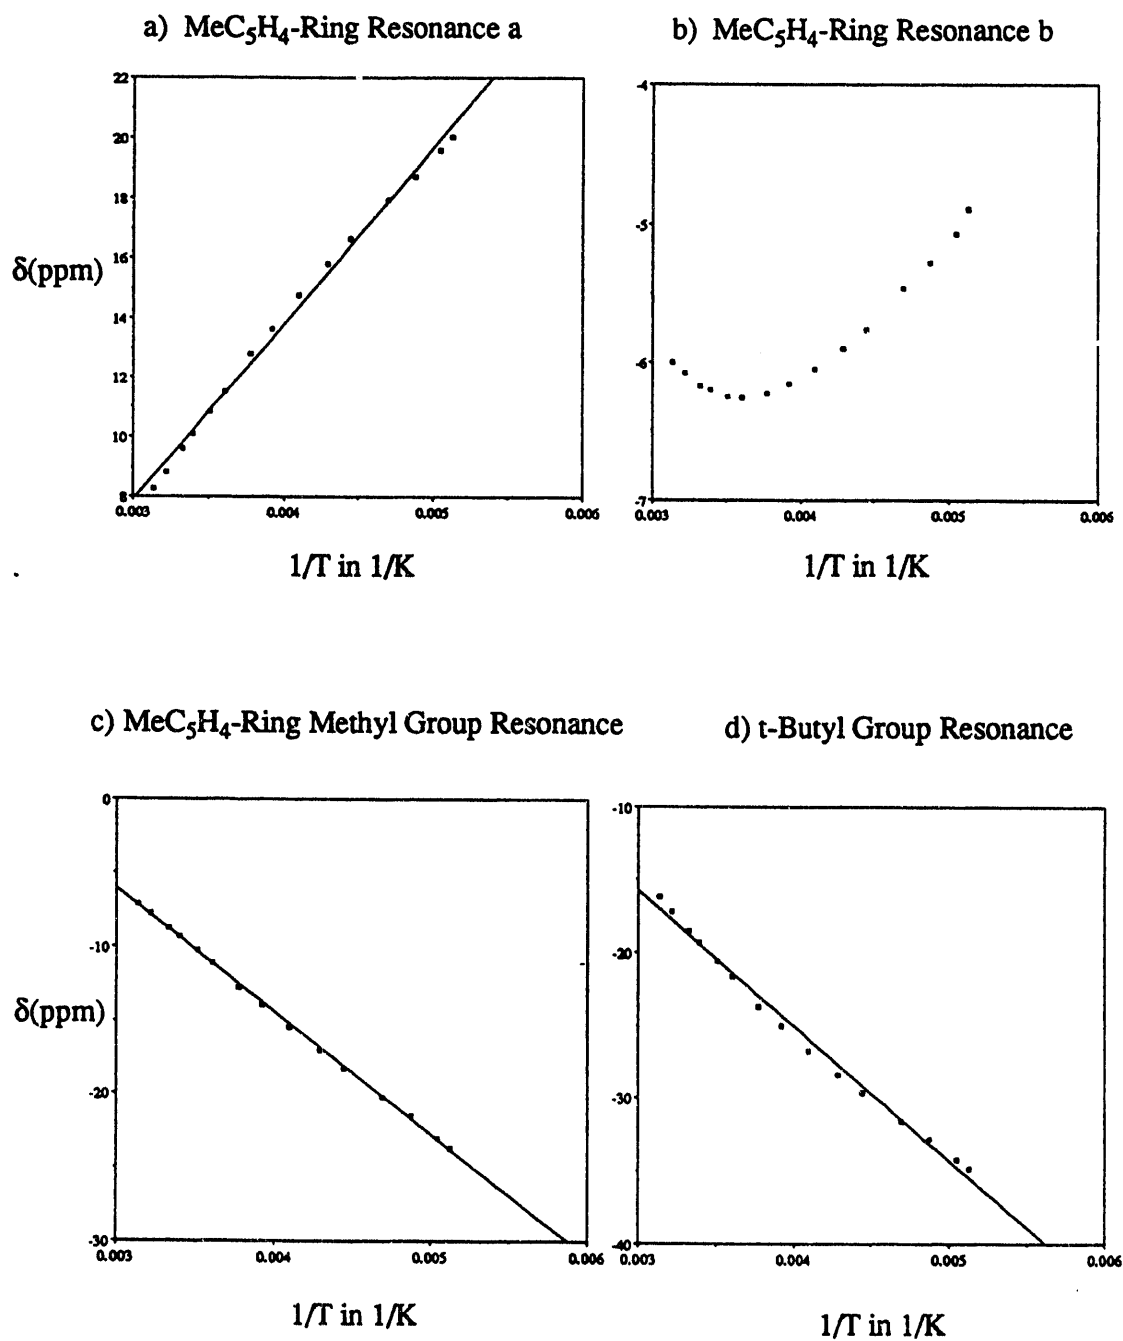 a) MeC₅H₄-Ring Resonance a
b) MeC₅H₄-Ring Resonance b
22
20
18
16
14
12
10
8
δ(ppm)
0.003 0.004 0.005 0.006
1/T in 1/K
-4
-5
-6
-7
0.003 0.004 0.005 0.006
1/T in 1/K
c) MeC₅H₄-Ring Methyl Group Resonance
d) t-Butyl Group Resonance
0
-10
-20
-30
δ(ppm)
0.003 0.004 0.005 0.006
1/T in 1/K
-10
-20
-30
-40
0.003 0.004 0.005 0.006
1/T in 1/K